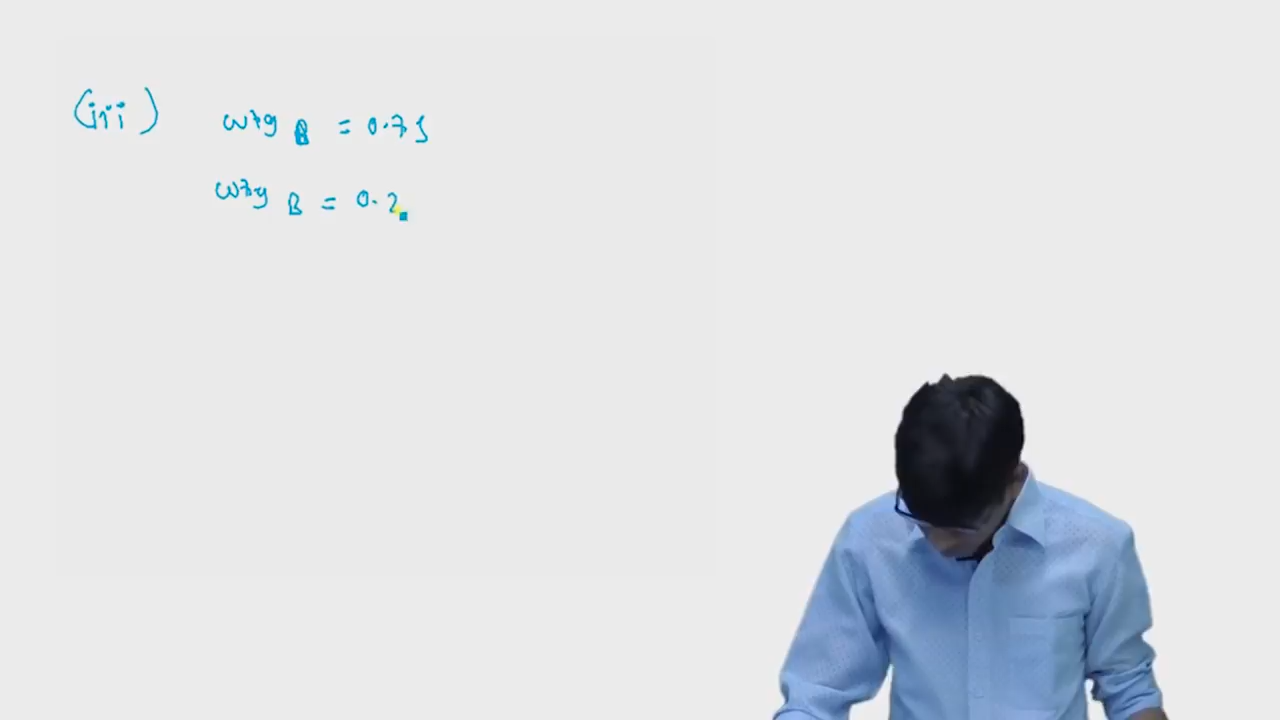 (iii) wtg B = 0.75
wtg B = 0.2